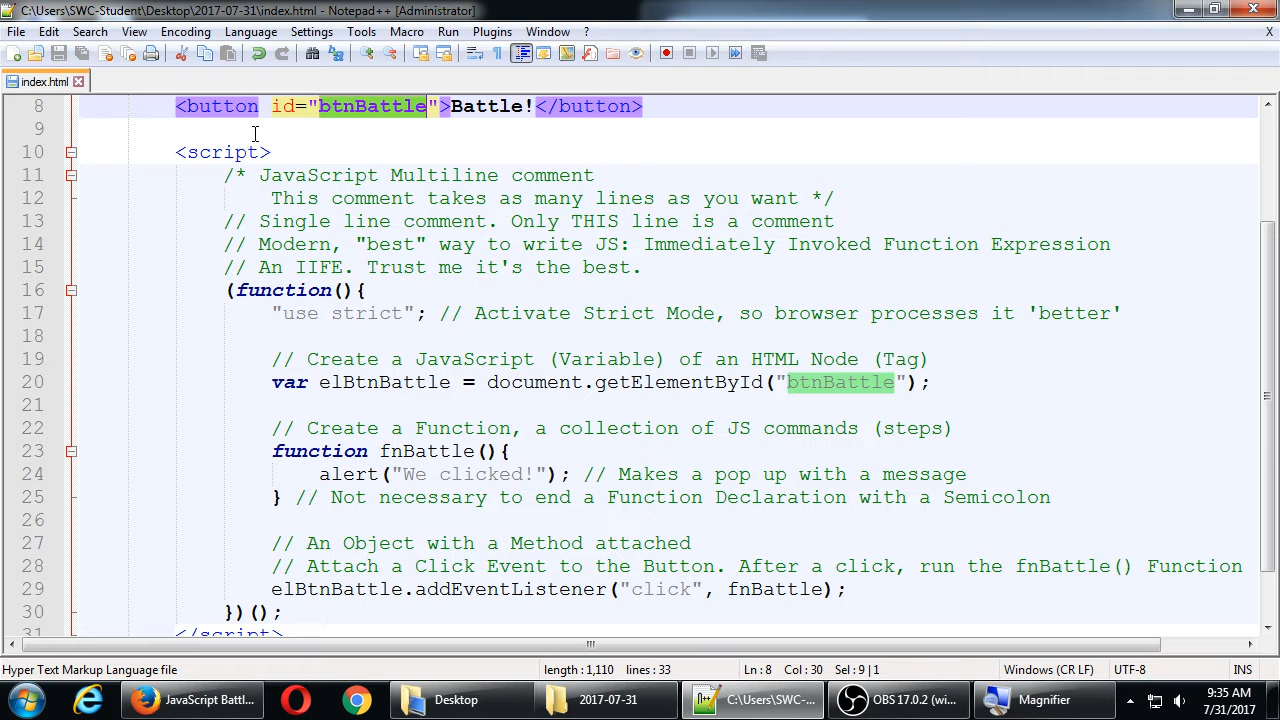 C:\Users\SWC-Student\Desktop\2017-07-31\index.html - Notepad++ [Administrator]
File Edit Search View Encoding Language Settings Tools Macro Run Plugins Window ? X
index.html
8 <button id="btnBattle">Battle!</button>
9
10 <script>
11 /* JavaScript Multiline comment
12 This comment takes as many lines as you want */
13 // Single line comment. Only THIS line is a comment
14 // Modern, "best" way to write JS: Immediately Invoked Function Expression
15 // An IIFE. Trust me it's the best.
16 (function(){
17 "use strict"; // Activate Strict Mode, so browser processes it 'better'
18
19 // Create a JavaScript (Variable) of an HTML Node (Tag)
20 var elBtnBattle = document.getElementById("btnBattle");
21
22 // Create a Function, a collection of JS commands (steps)
23 function fnBattle(){
24 alert("We clicked!"); // Makes a pop up with a message
25 } // Not necessary to end a Function Declaration with a Semicolon
26
27 // An Object with a Method attached
28 // Attach a Click Event to the Button. After a click, run the fnBattle() Function
29 elBtnBattle.addEventListener("click", fnBattle);
30 })();
31 </script>
Hyper Text Markup Language file length : 1,110 lines : 33 Ln : 8 Col : 30 Sel : 9 | 1 Windows (CR LF) UTF-8 INS
JavaScript Battl... Desktop 2017-07-31 C:\Users\SWC-... OBS 17.0.2 (wi... Magnifier 9:35 AM
7/31/2017